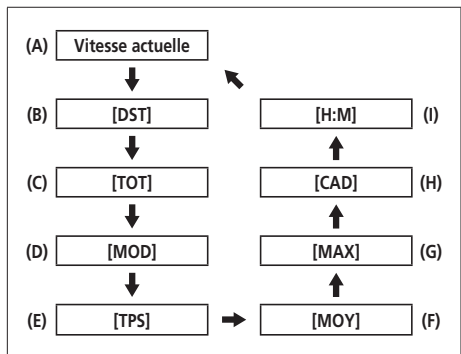 (A) Vitesse actuelle
(B) [DST] [H:M] (I)
(C) [TOT] [CAD] (H)
(D) [MOD] [MAX] (G)
(E) [TPS] [MOY] (F)